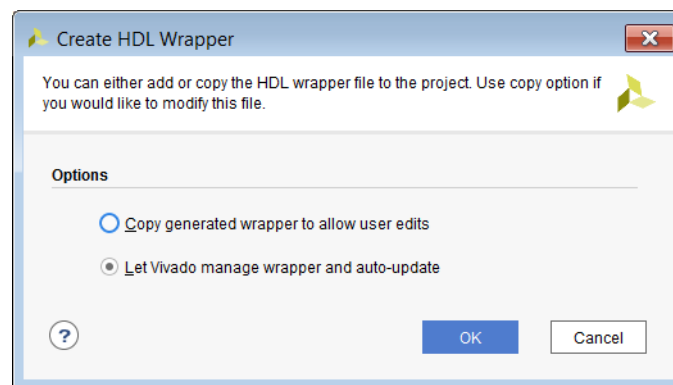 Create HDL Wrapper
You can either add or copy the HDL wrapper file to the project. Use copy option if
you would like to modify this file.
Options
Copy generated wrapper to allow user edits
Let Vivado manage wrapper and auto-update
?
OK
Cancel